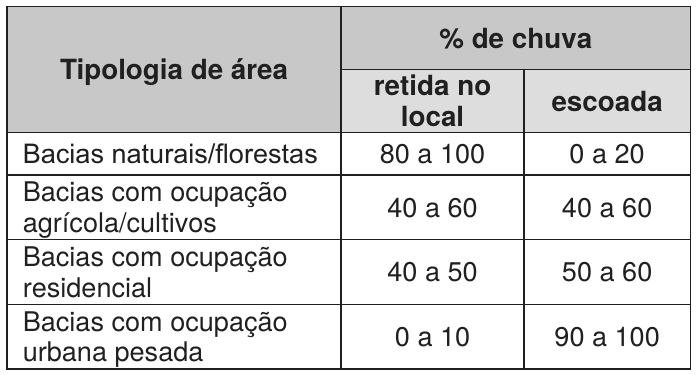 Tipologia de área
% de chuva
retida no
local
escoada
Bacias naturais/florestas
80 a 100
0 a 20
Bacias com ocupação
agrícola/cultivos
40 a 60
40 a 60
Bacias com ocupação
residencial
40 a 50
50 a 60
Bacias com ocupação
urbana pesada
0 a 10
90 a 100